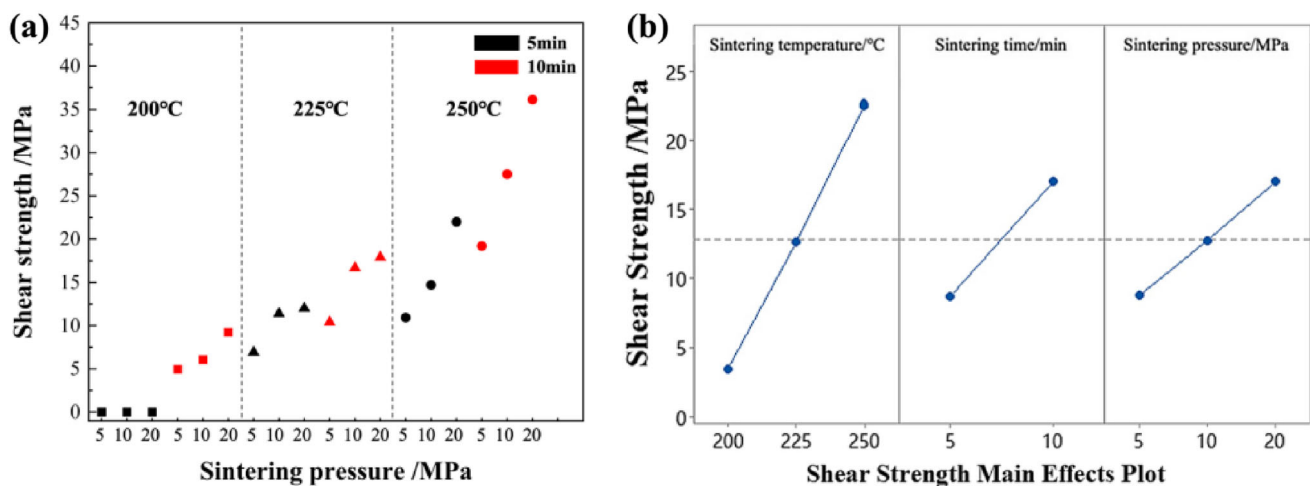 (a)
Shear strength /MPa
45
40
35
30
25
20
15
10
5
0
5min
10min
200℃
225℃
250℃
5 10 20 5 10 20 5 10 20 5 10 20 5 10 20 5 10 20
Sintering pressure /MPa
(b)
Shear Strength/MPa
Sintering temperature/℃ Sintering time/min Sintering pressure/MPa
25
20
15
10
5
0
200 225 250 5 10 5 10 20
Shear Strength Main Effects Plot